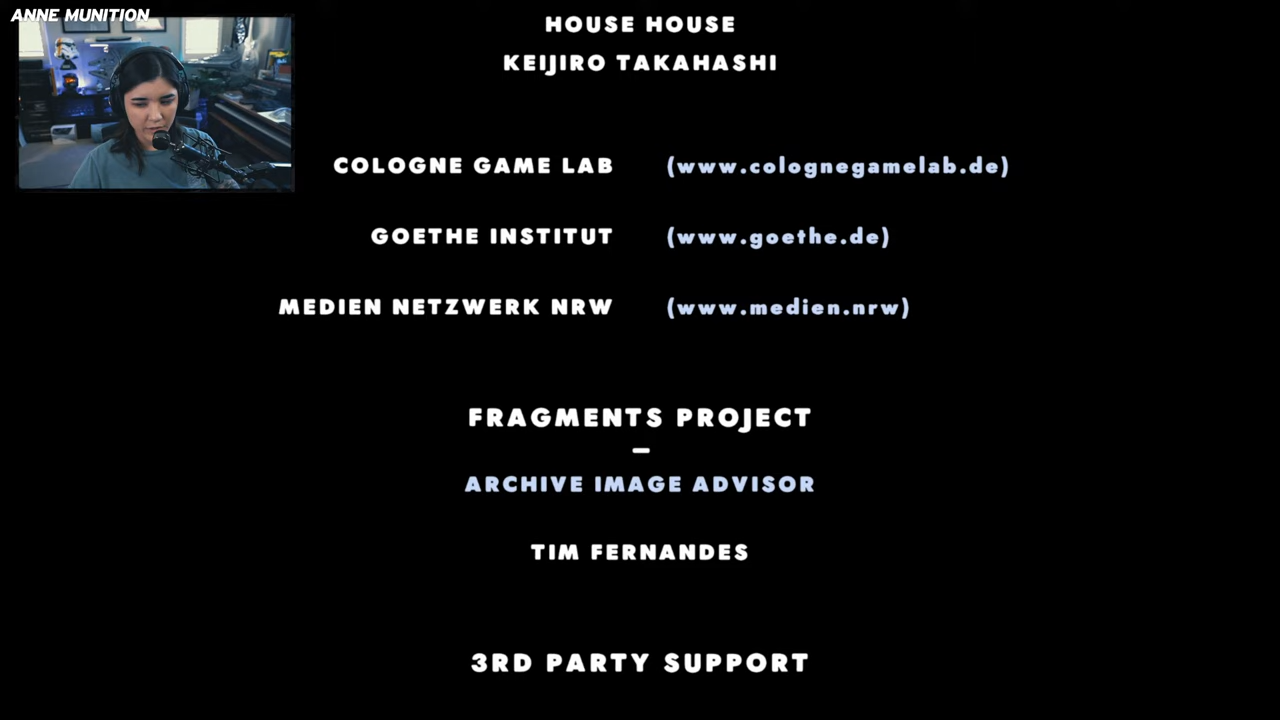 ANNE MUNITION
HOUSE HOUSE
KEIJIRO TAKAHASHI
COLOGNE GAME LAB (www.colognegamelab.de)
GOETHE INSTITUT (www.goethe.de)
MEDIEN NETZWERK NRW (www.medien.nrw)
FRAGMENTS PROJECT
–
ARCHIVE IMAGE ADVISOR
TIM FERNANDES
3RD PARTY SUPPORT